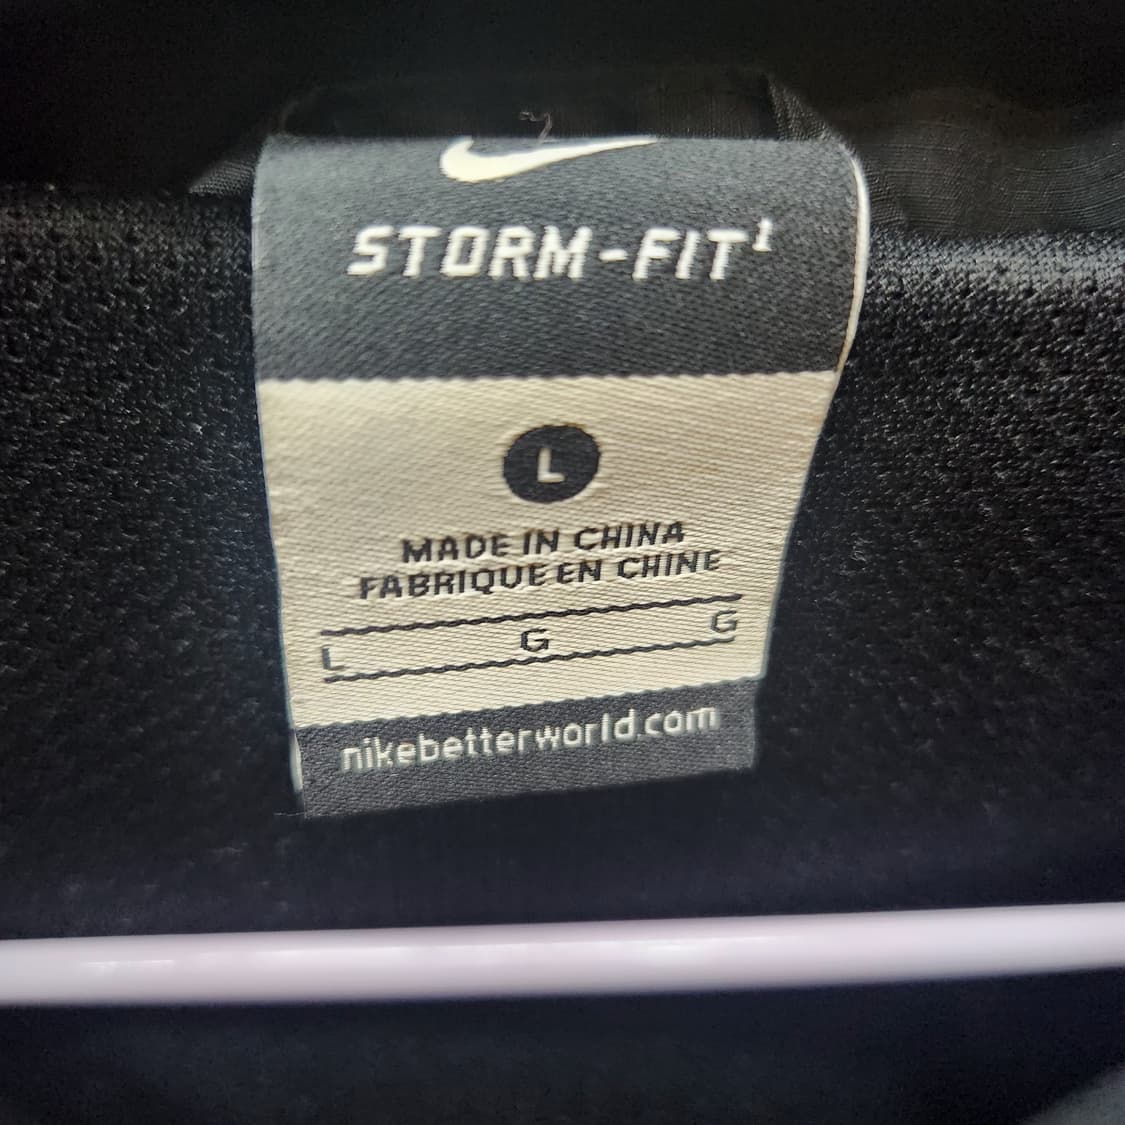 STORM-FIT¹
L
MADE IN CHINA
FABRIQUE EN CHINE
L G G
nikebetterworld.com